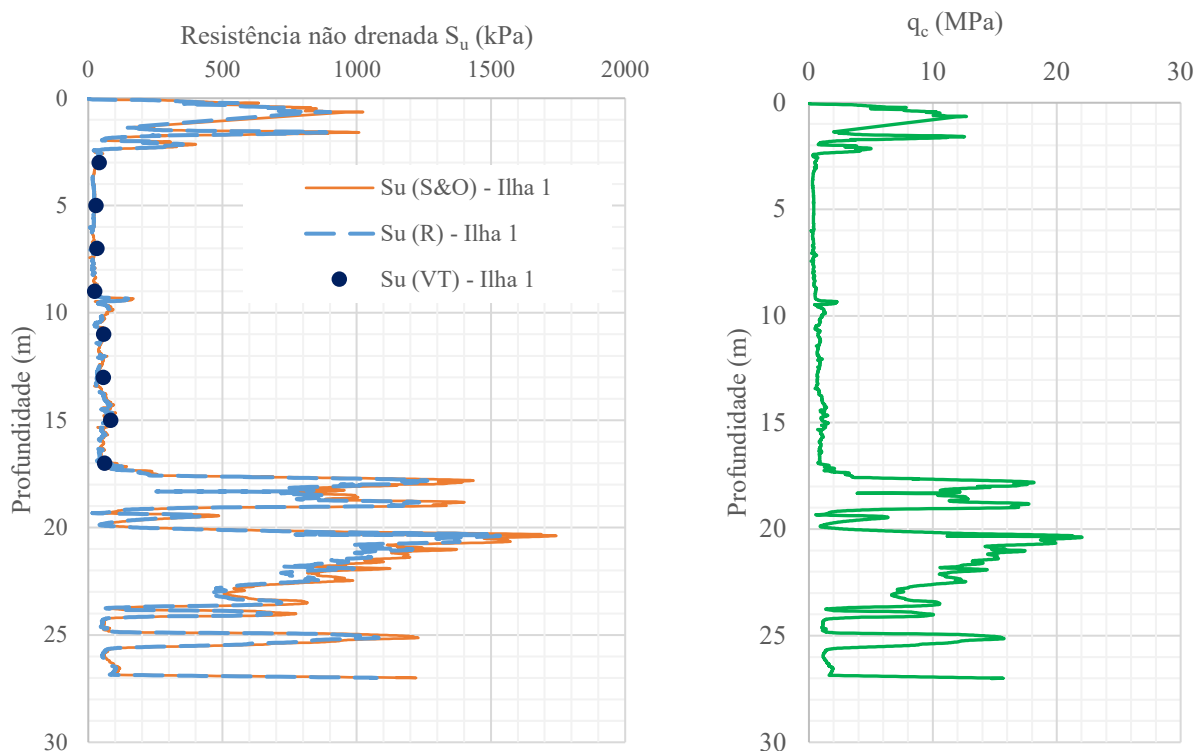 Resistência não drenada Su (kPa)
0 500 1000 1500 2000
0
5
10
15
20
25
30
Profundidade (m)
Su (S&O) - Ilha 1
Su (R) - Ilha 1
Su (VT) - Ilha 1
qc (MPa)
0 10 20 30
0
5
10
15
20
25
30
Profundidade (m)